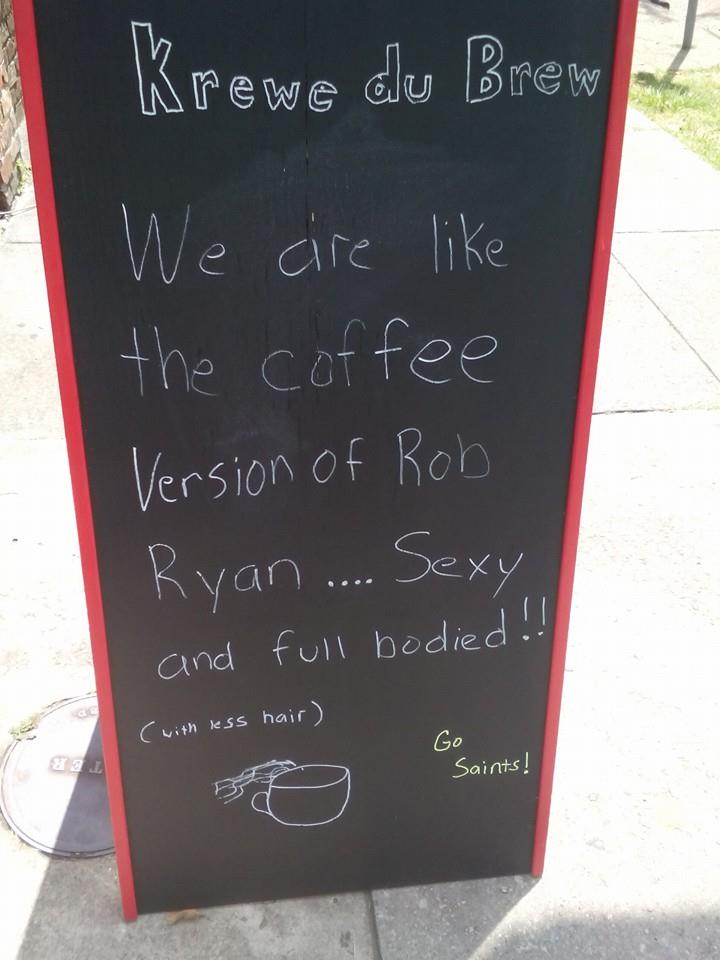 Krewe du Brew
We are like
the coffee
Version of Rob
Ryan .... Sexy
and full bodied!!
(with less hair)
Go
Saints!
TER